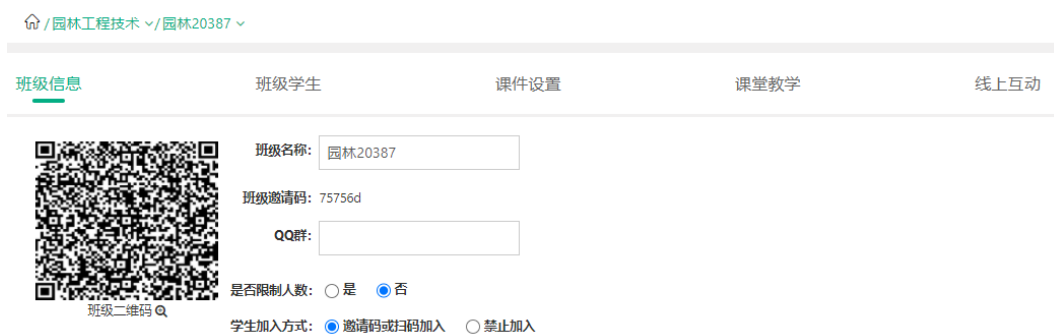 /园林工程技术 /园林20387
班级信息 班级学生 课件设置 课堂教学 线上互动
班级名称: 园林20387
班级邀请码: 75756d
QQ群:
是否限制人数: 是 否
班级二维码
学生加入方式: 邀请码或扫码加入 禁止加入